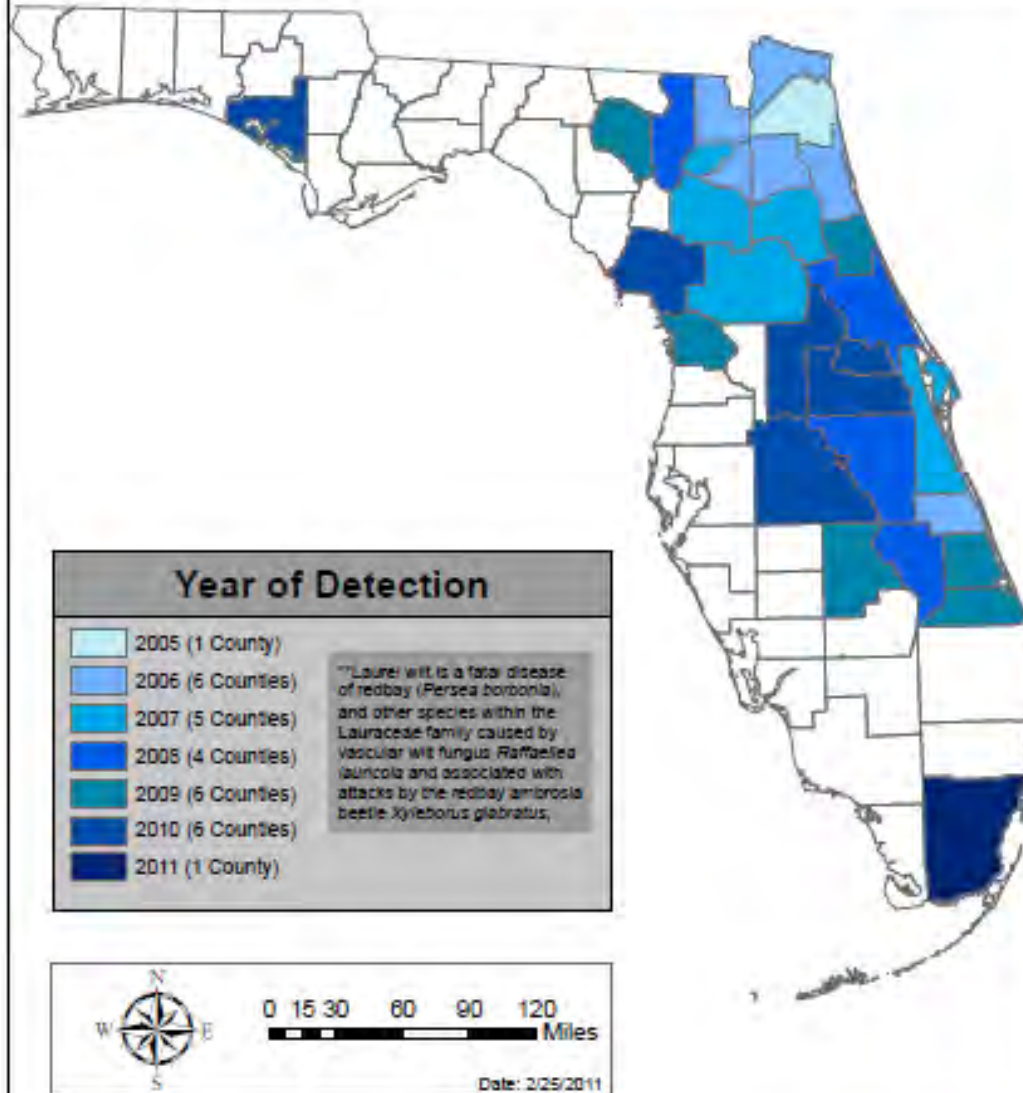 Year of Detection
2005 (1 County)
2006 (6 Counties)
2007 (5 Counties)
2008 (4 Counties)
2009 (6 Counties)
2010 (6 Counties)
2011 (1 County)
**Laurel wilt is a fatal disease
of redbay (Persea borbonia),
and other species within the
Lauraceae family caused by
vascular wilt fungus Raffaellea
lauricola and associated with
attacks by the redbay ambrosia
beetle Xyleborus glabratus.
N
W E
S
0 15 30 60 90 120
Miles
Date: 2/25/2011